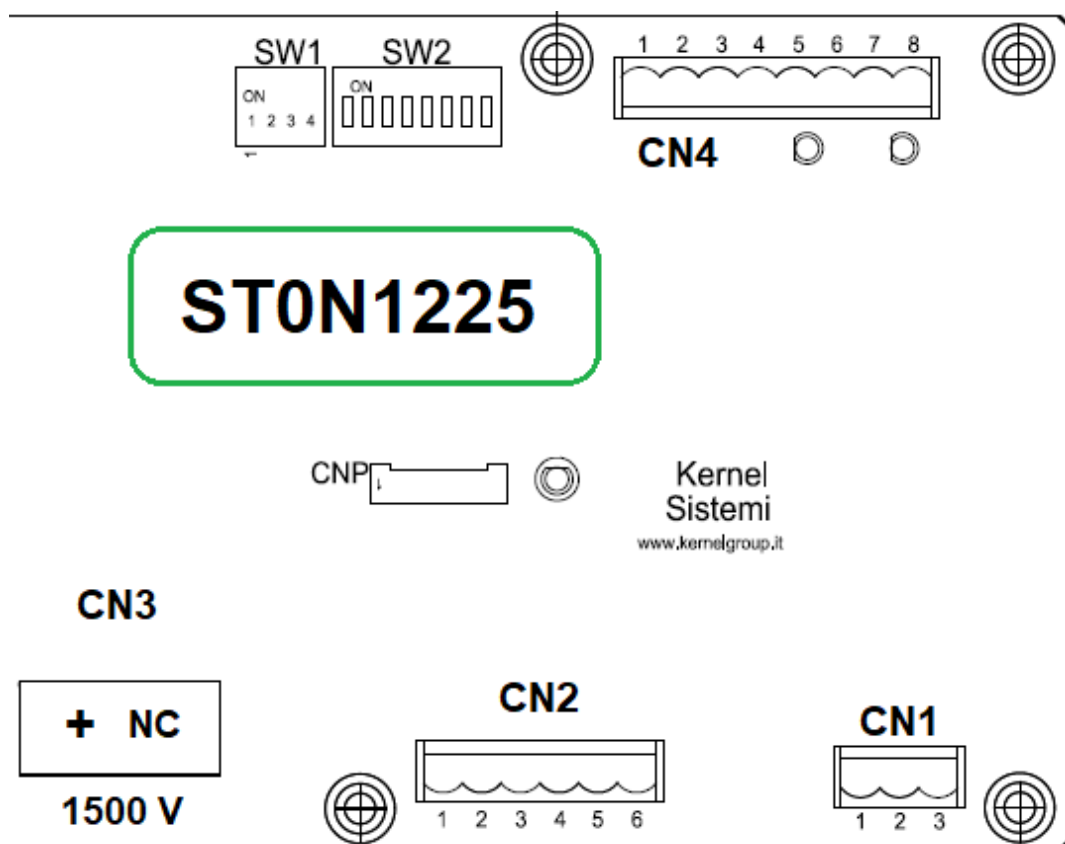 SW1 SW2
1 2 3 4 5 6 7 8
ON
ON
1 2 3 4
CN4
ST0N1225
CNP
1
Kernel
Sistemi
www.kernelgroup.it
CN3
+ NC
1500 V
CN2
1 2 3 4 5 6
CN1
1 2 3